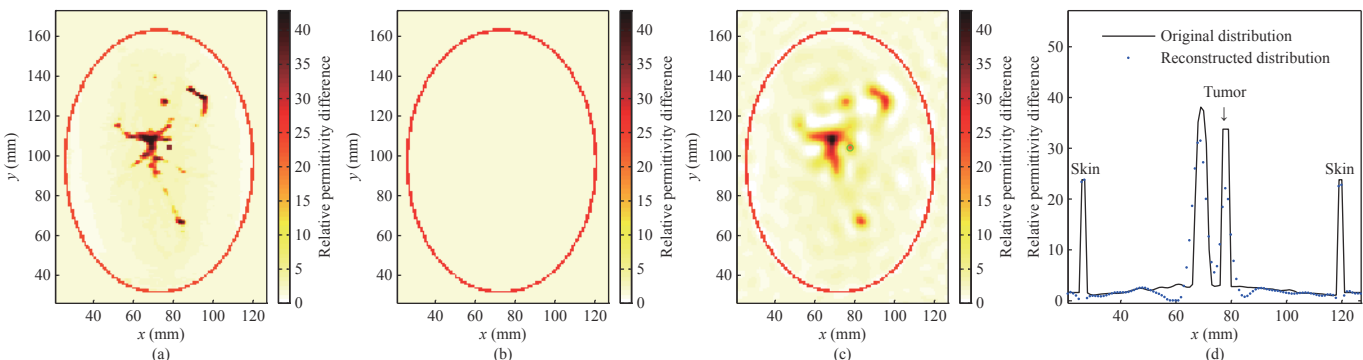 160
140
120
100
80
60
40
y (mm)
40 60 80 100 120
x (mm)
(a)
40
35
30
25
20
15
10
5
0
Relative permittivity difference
160
140
120
100
80
60
40
y (mm)
40 60 80 100 120
x (mm)
(b)
40
35
30
25
20
15
10
5
0
Relative permittivity difference
160
140
120
100
80
60
40
y (mm)
40 60 80 100 120
x (mm)
(c)
40
35
30
25
20
15
10
5
0
Relative permittivity difference
50
40
30
20
10
0
Relative permittivity difference
Original distribution
Reconstructed distribution
Tumor
Skin
Skin
40 60 80 100 120
x (mm)
(d)